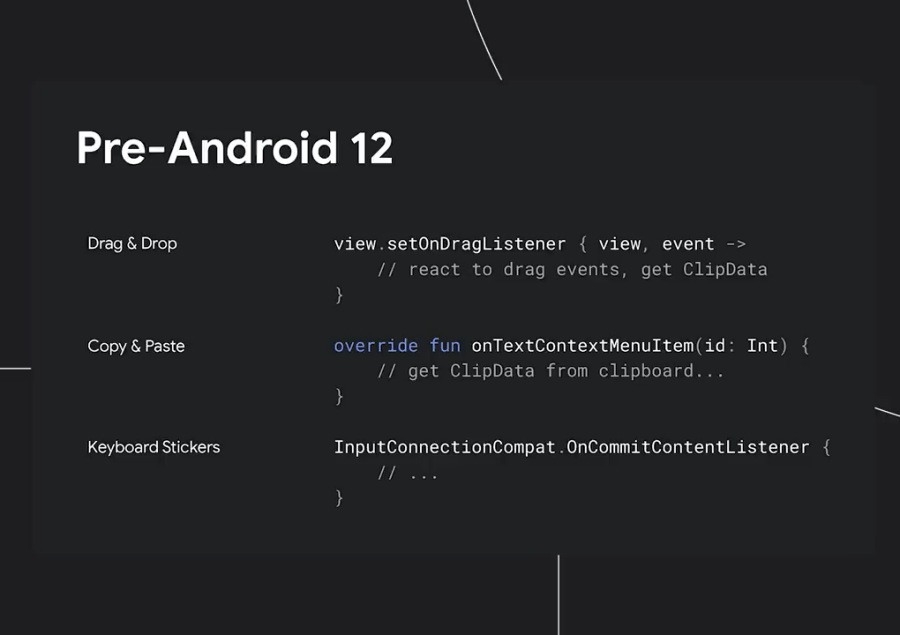 Pre-Android 12
Drag & Drop
view.setOnDragListener { view, event ->
// react to drag events, get ClipData
}
Copy & Paste
override fun onTextContextMenuItem(id: Int) {
// get ClipData from clipboard...
}
Keyboard Stickers
InputConnectionCompat.OnCommitContentListener {
// ...
}